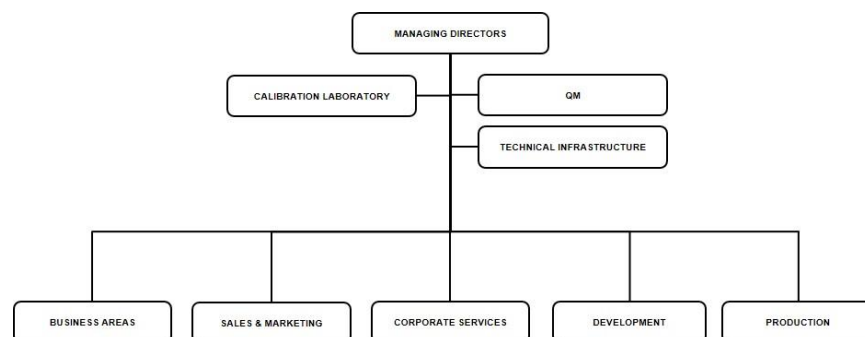 MANAGING DIRECTORS
CALIBRATION LABORATORY
QM
TECHNICAL INFRASTRUCTURE
BUSINESS AREAS
SALES & MARKETING
CORPORATE SERVICES
DEVELOPMENT
PRODUCTION